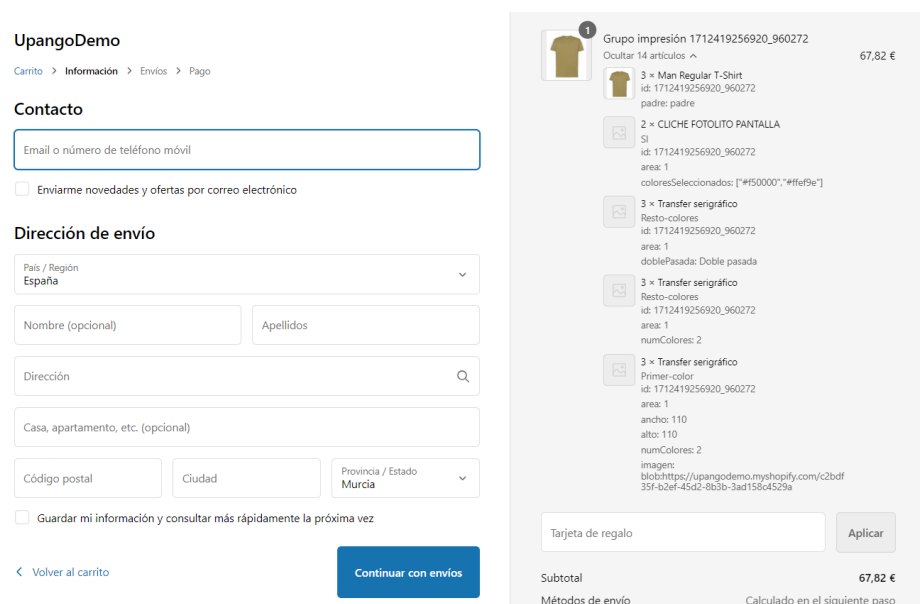 UpangoDemo
Carrito > Información > Envíos > Pago
Contacto
Email o número de teléfono móvil
Enviarme novedades y ofertas por correo electrónico
Dirección de envío
País / Región
España
Nombre (opcional)
Apellidos
Dirección
Casa, apartamento, etc. (opcional)
Código postal
Ciudad
Provincia / Estado
Murcia
Guardar mi información y consultar más rápidamente la próxima vez
Volver al carrito
Continuar con envíos
1
Grupo impresión 1712419256920_960272
Ocultar 14 artículos
67,82 €
3 × Man Regular T-Shirt
id: 1712419256920_960272
padre: padre
2 × CLICHE FOTOLITO PANTALLA
SI
id: 1712419256920_960272
area: 1
coloresSeleccionados: ["#f50000","#ffef9e"]
3 × Transfer serigráfico
Resto-colores
id: 1712419256920_960272
area: 1
doblePasada: Doble pasada
3 × Transfer serigráfico
Resto-colores
id: 1712419256920_960272
area: 1
numColores: 2
3 × Transfer serigráfico
Primer-color
id: 1712419256920_960272
area: 1
ancho: 110
alto: 110
numColores: 2
imagen:
blob:https://upangodemo.myshopify.com/c2bdf
35f-b2ef-45d2-8b3b-3ad158c4529a
Tarjeta de regalo
Aplicar
Subtotal
67,82 €
Métodos de envío
Calculado en el siguiente paso